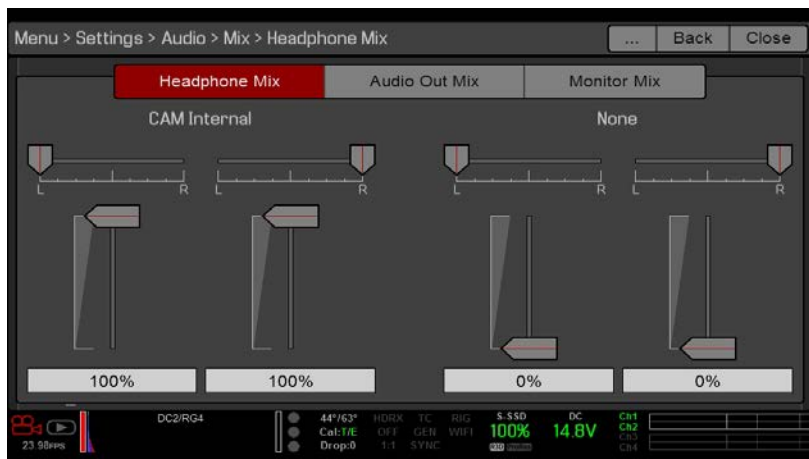 Menu > Settings > Audio > Mix > Headphone Mix ... Back Close
Headphone Mix Audio Out Mix Monitor Mix
CAM Internal None
L R L R L R L R
100% 100% 0% 0%
DC2/RG4 44°/63° HDRX TC RIG S-SSD DC Ch1
Cal:T/E OFF GEN WIFI 100% 14.8V Ch2
23.98FPS Drop:0 1:1 SYNC Ch3
Ch4